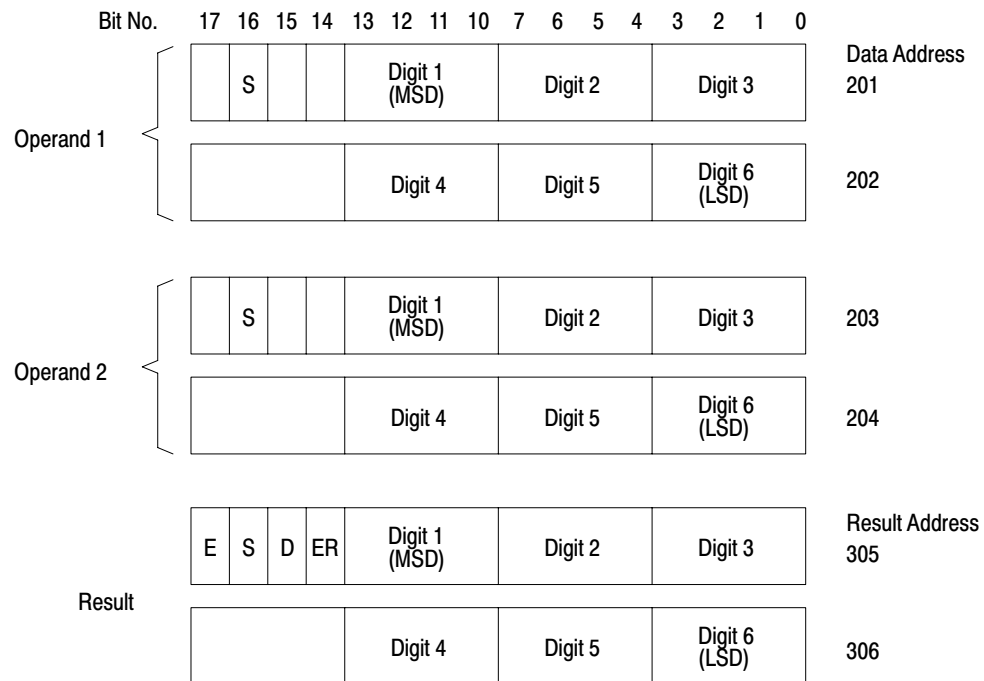 Bit No. 17 16 15 14 13 12 11 10 7 6 5 4 3 2 1 0
Data Address
S Digit 1 Digit 2 Digit 3 201
(MSD)
Operand 1
Digit 4 Digit 5 Digit 6 202
(LSD)
S Digit 1 Digit 2 Digit 3 203
(MSD)
Operand 2
Digit 4 Digit 5 Digit 6 204
(LSD)
Result Address
E S D ER Digit 1 Digit 2 Digit 3 305
(MSD)
Result
Digit 4 Digit 5 Digit 6 306
(LSD)